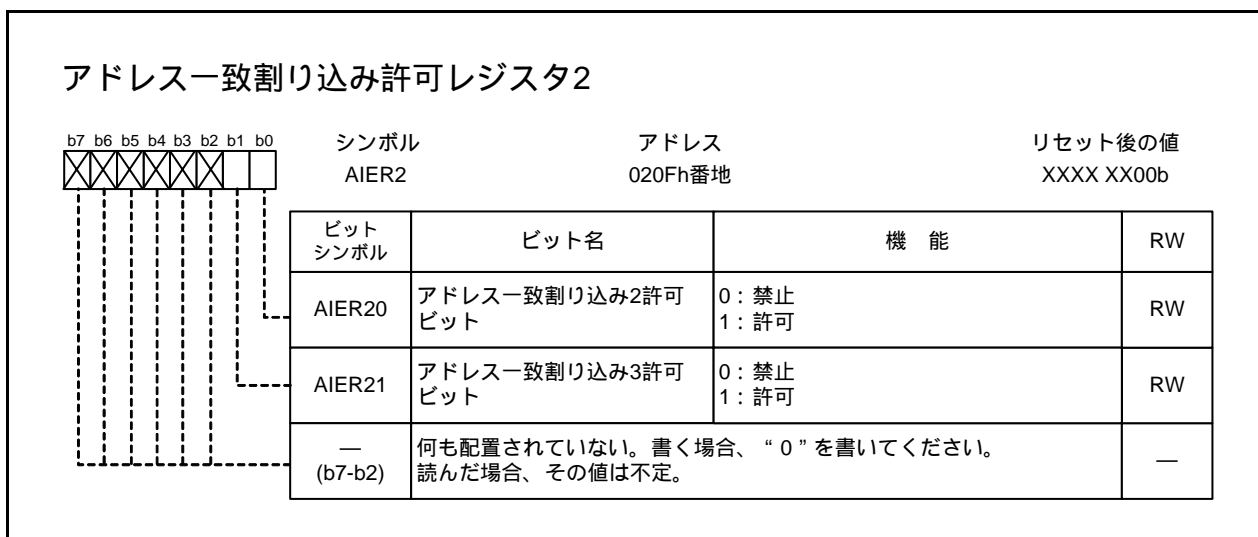 アドレス一致割り込み許可レジスタ2
b7 b6 b5 b4 b3 b2 b1 b0
シンボル アドレス リセット後の値
AIER2 020Fh番地 XXXX XX00b
ビット
シンボル
ビット名 機 能 RW
AIER20
アドレス一致割り込み2許可
ビット
0：禁止
1：許可
RW
AIER21
アドレス一致割り込み3許可
ビット
0：禁止
1：許可
RW
—
(b7-b2)
何も配置されていない。書く場合、“0”を書いてください。
読んだ場合、その値は不定。
—